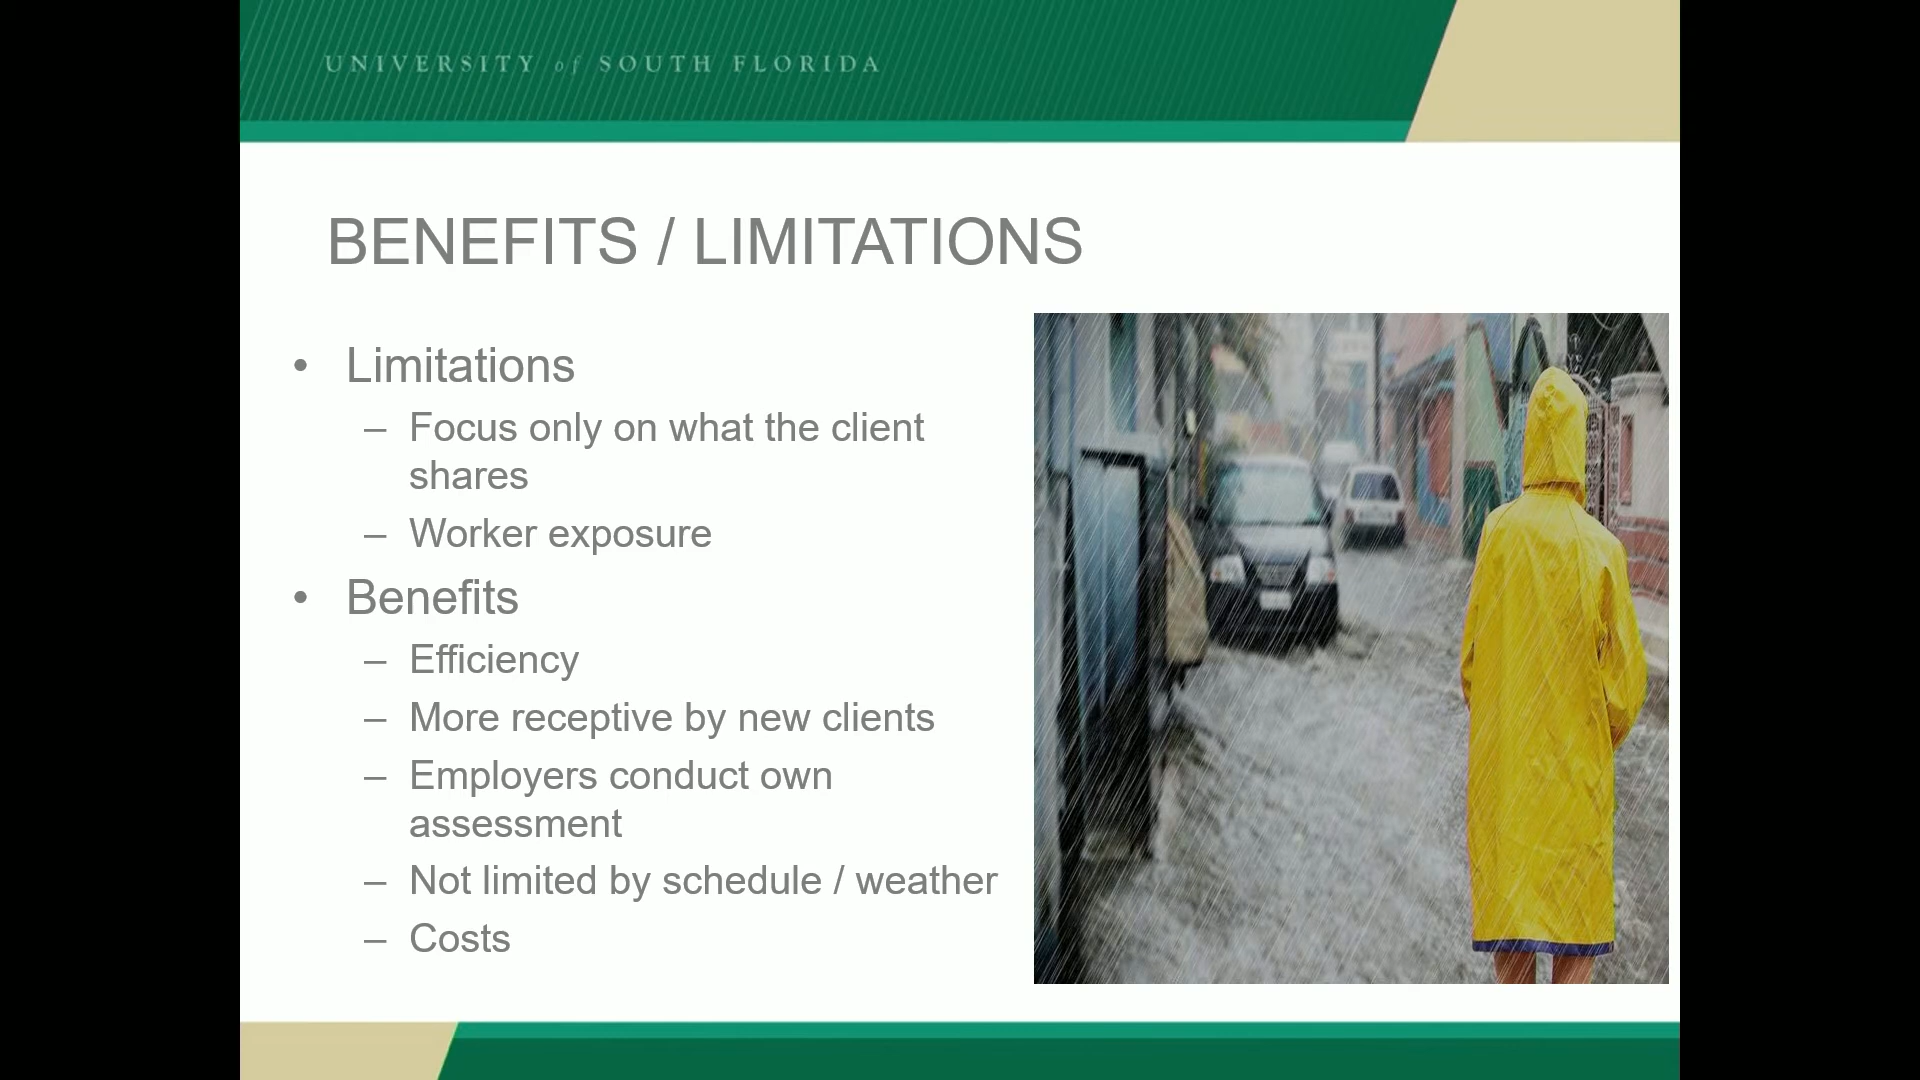 UNIVERSITY of SOUTH FLORIDA
BENEFITS / LIMITATIONS
• Limitations
– Focus only on what the client
shares
– Worker exposure
• Benefits
– Efficiency
– More receptive by new clients
– Employers conduct own
assessment
– Not limited by schedule / weather
– Costs